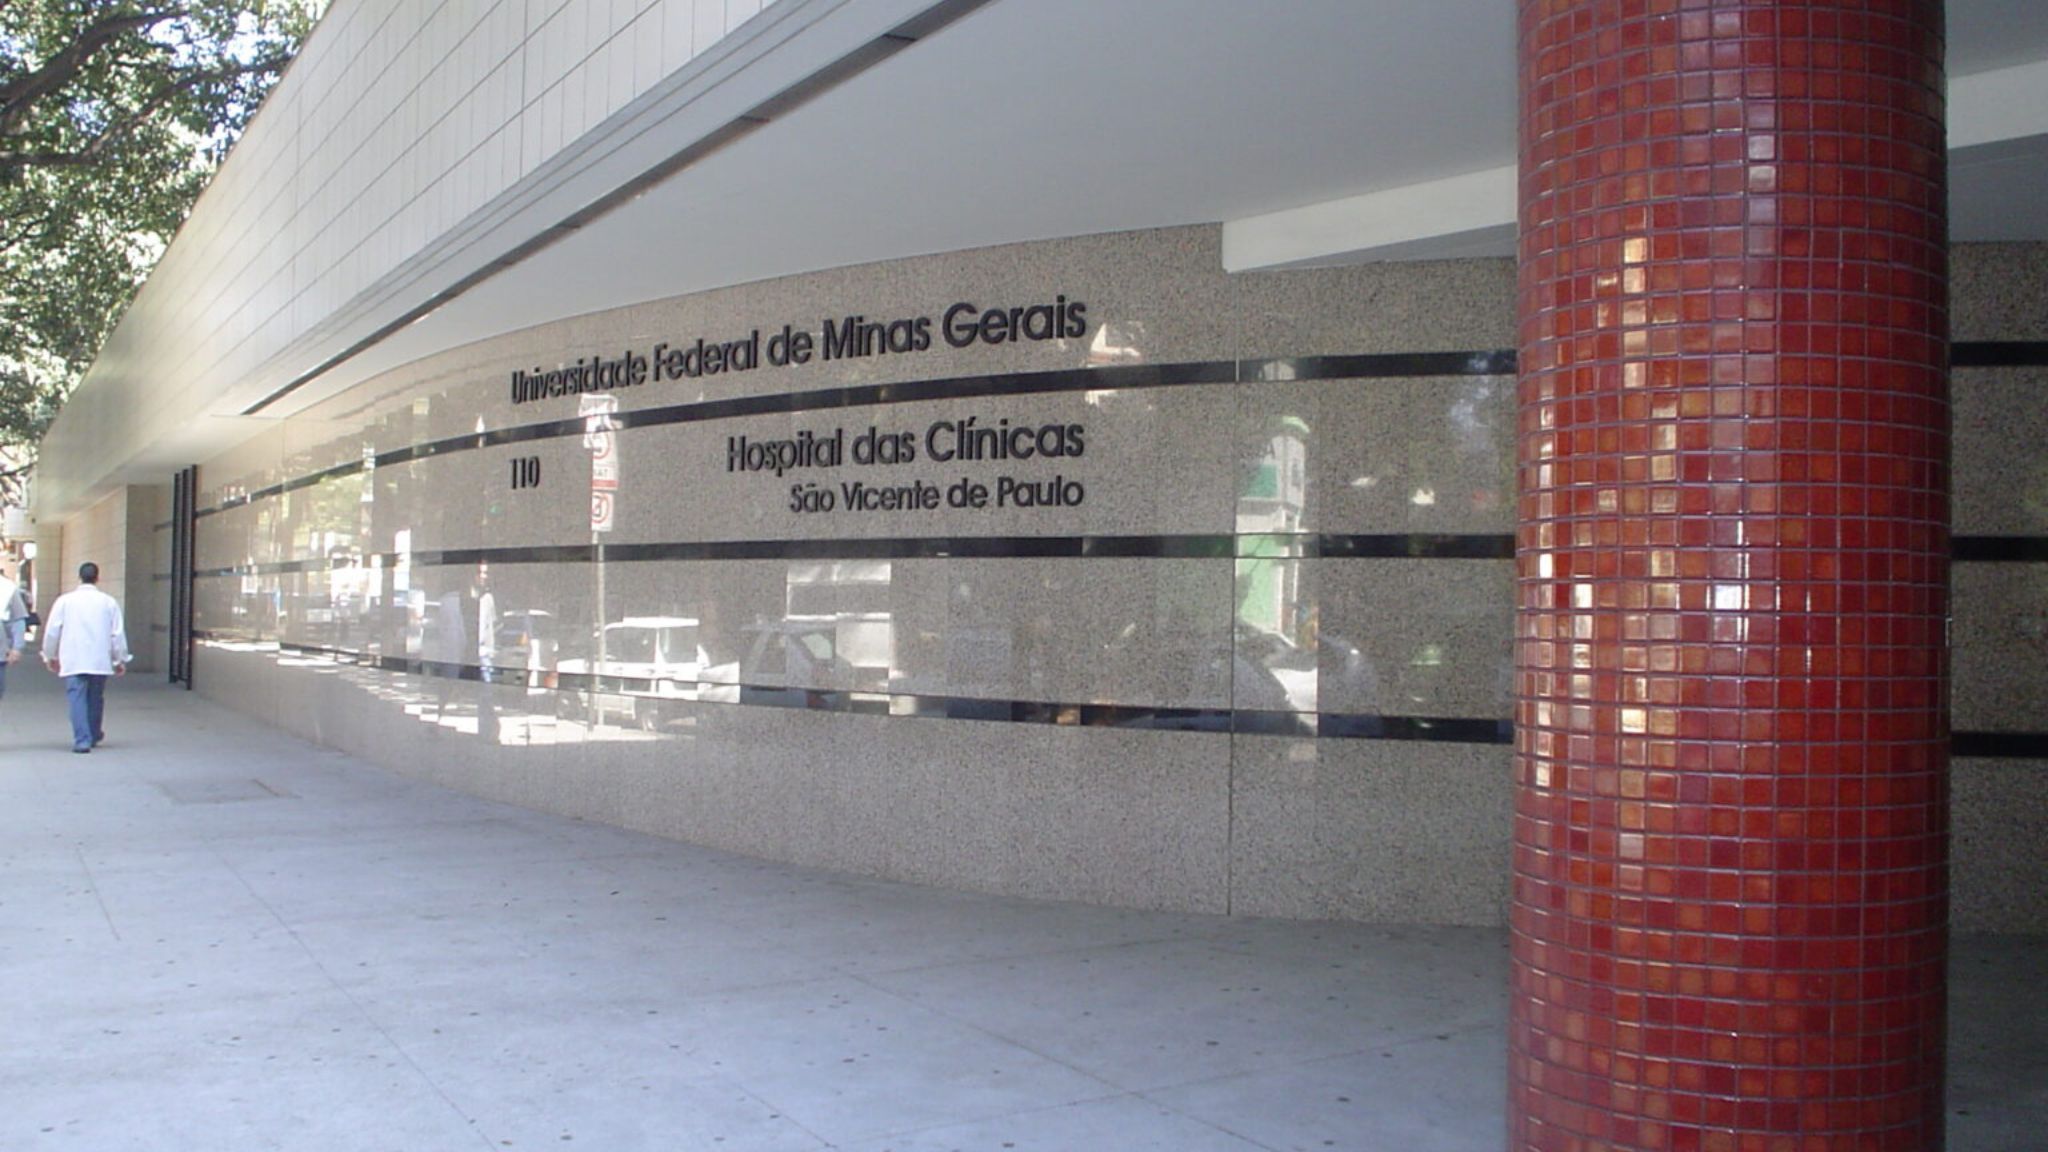 Universidade Federal de Minas Gerais
110
Hospital das Clínicas
São Vicente de Paulo